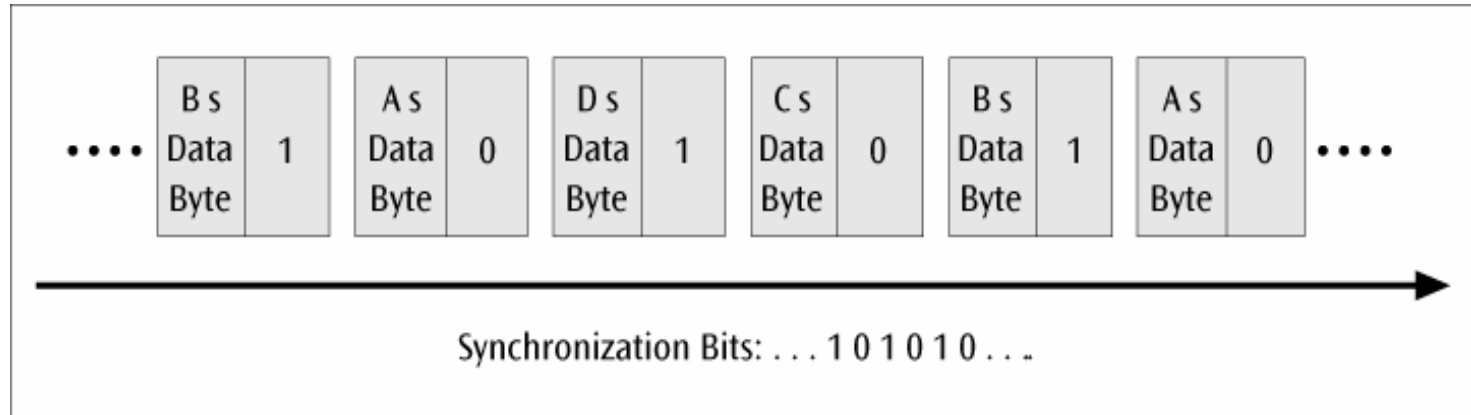 B s
Data
Byte
1
A s
Data
Byte
0
D s
Data
Byte
1
C s
Data
Byte
0
B s
Data
Byte
1
A s
Data
Byte
0
Synchronization Bits: . . . 1 0 1 0 1 0 . . ..